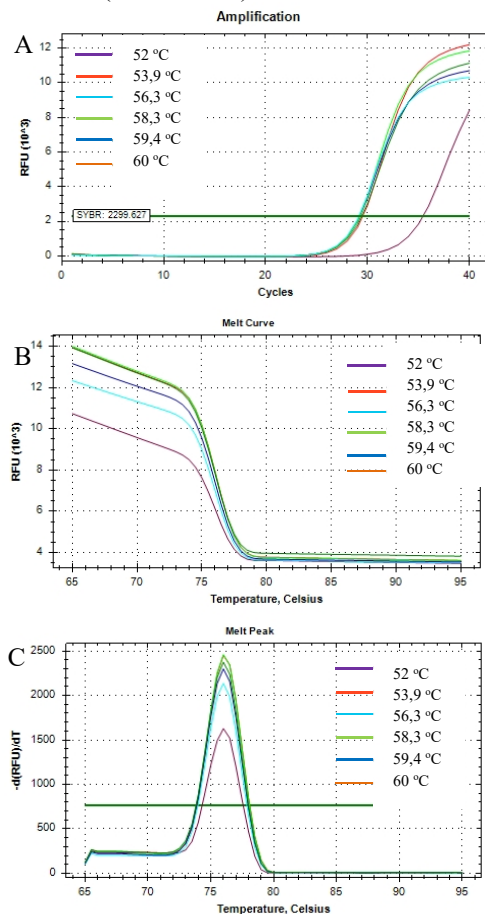 Amplification
A
12
10
8
6
4
2
0
RFU (10^3)
52 ºC
53,9 ºC
56,3 ºC
58,3 ºC
59,4 ºC
60 ºC
SYBR: 2299.627
0 10 20 30 40
Cycles
Melt Curve
B
14
12
10
8
6
4
RFU (10^3)
52 ºC
53,9 ºC
56,3 ºC
58,3 ºC
59,4 ºC
60 ºC
65 70 75 80 85 90 95
Temperature, Celsius
Melt Peak
C
2500
2000
1500
1000
500
0
-d(RFU)/dT
52 ºC
53,9 ºC
56,3 ºC
58,3 ºC
59,4 ºC
60 ºC
65 70 75 80 85 90 95
Temperature, Celsius